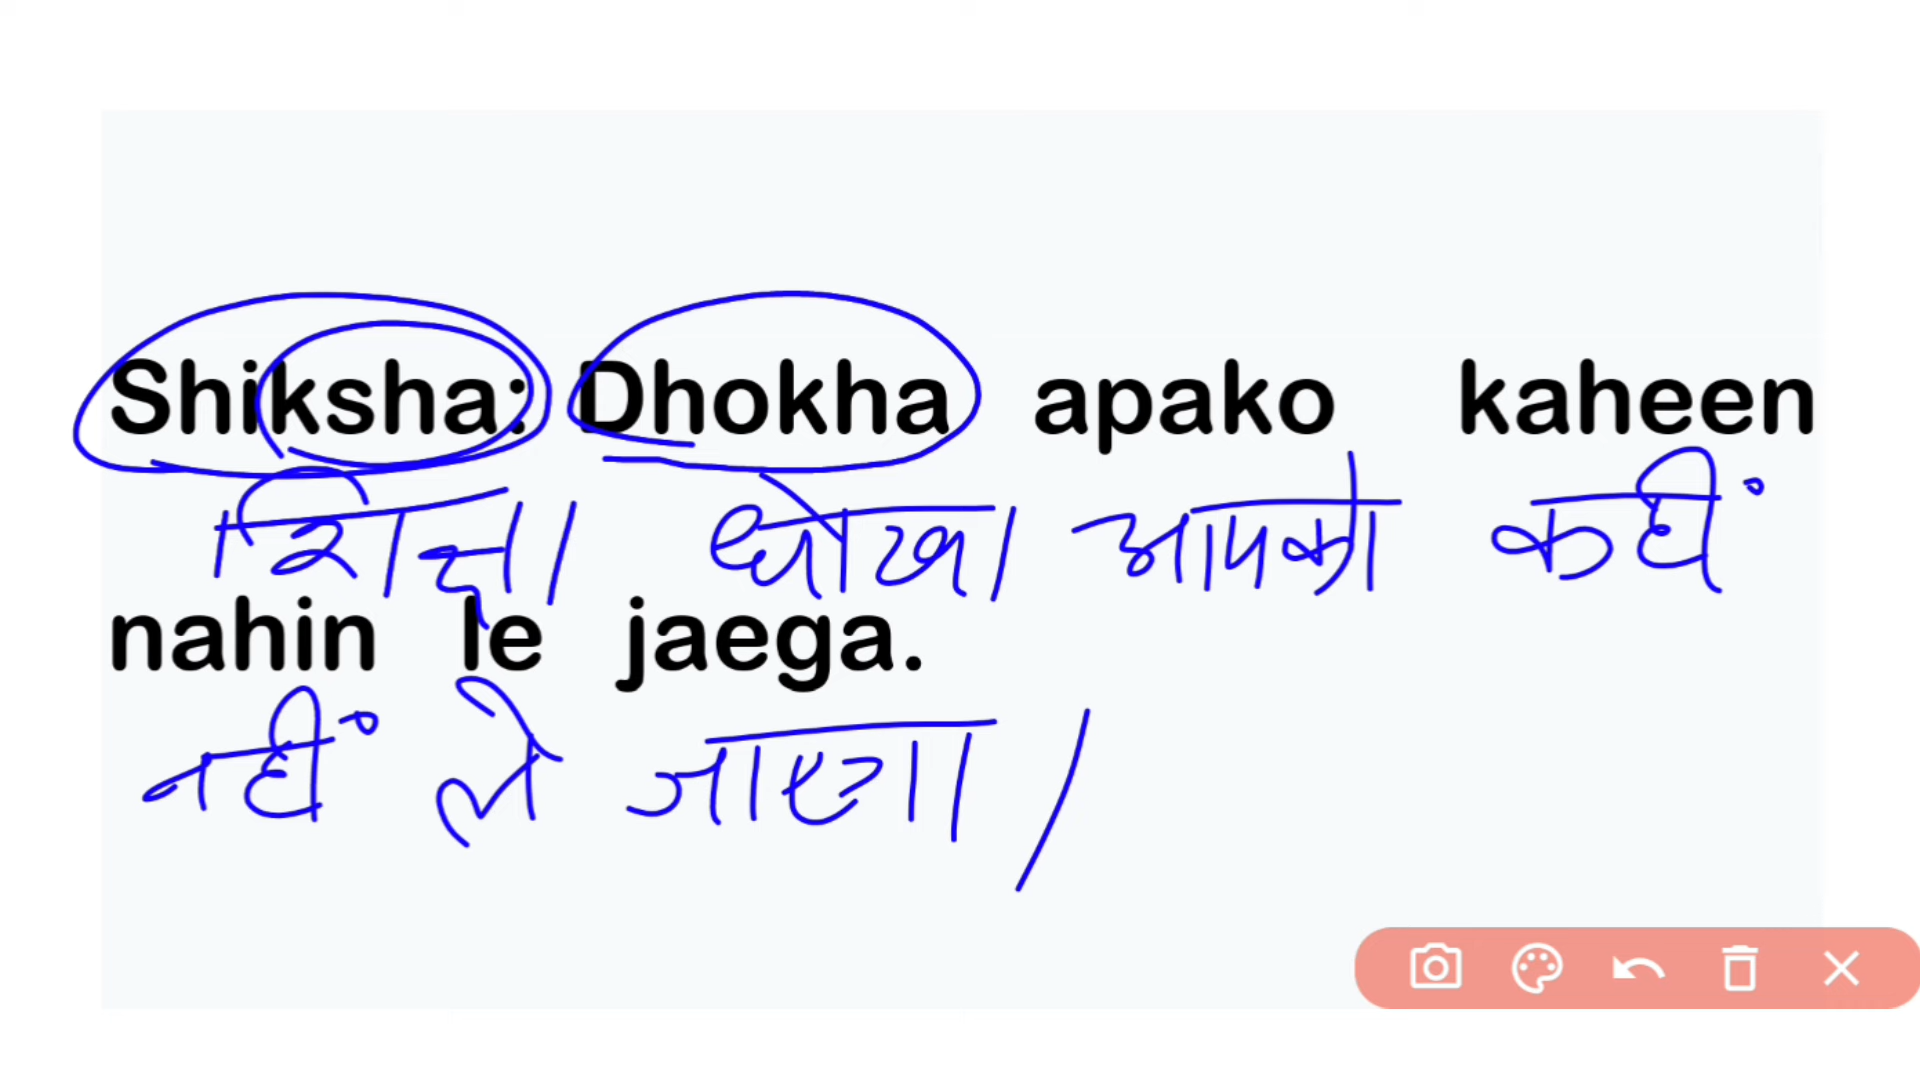 Shiksha: Dhokha apako kaheen
शिक्षा धोखा आपको कहीं
nahin le jaega.
नहीं ले जाएगा।